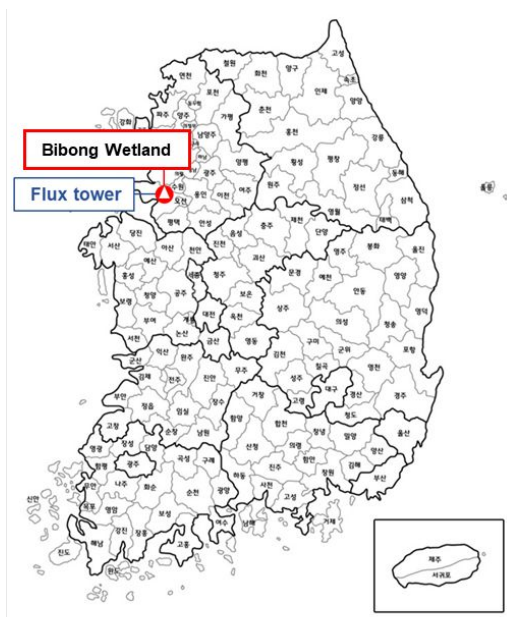 고성
철원
양구
화천
연천
속초
포천
인제
양양
강화
파주
양주
가평
춘천
홍천
강릉
남양주
Bibong Wetland
양평
횡성
평창
동해
광주
Flux tower
수원
오산
용인
이천
여주
원주
정선
삼척
울릉
평택
안성
영월
태백
당진
음성
충주
제천
단양
태안
서산
아산
천안
진천
영주
봉화
울진
예산
괴산
홍성
세종
청주
문경
예천
영양
보령
청양
공주
보은
안동
부여
계룡
대전
옥천
상주
의성
청송
영덕
서천
논산
영동
금산
구미
군위
포항
군산
익산
완주
무주
김천
칠곡
영천
김제
전주
진안
성주
대구
경산
경주
부안
정읍
임실
장수
거창
고령
청도
고창
순창
남원
함양
합천
창녕
밀양
울산
영광
장성
담양
산청
의령
양산
함평
광주
곡성
구례
진주
함안
창원
김해
부산
무안
나주
화순
순천
하동
사천
고성
신안
목포
영암
보성
광양
여수
남해
거제
강진
장흥
고흥
진도
해남
완도
제주
서귀포